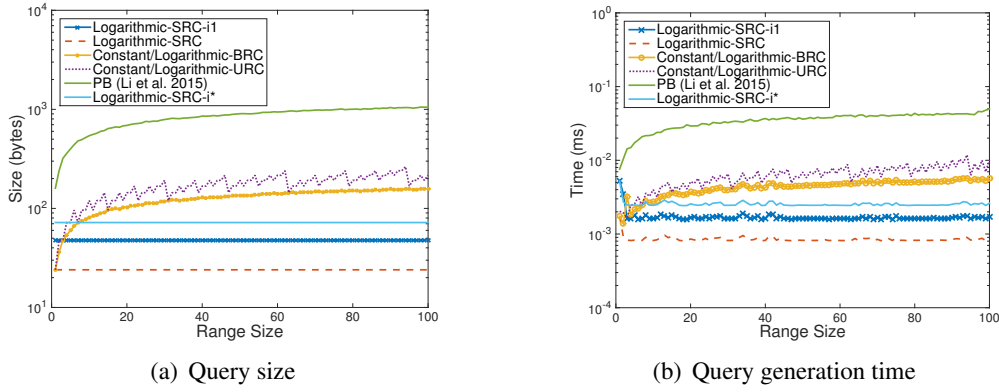 10^4
10^3
10^2
10^1
Size (bytes)
Logarithmic-SRC-i1
Logarithmic-SRC
Constant/Logarithmic-BRC
Constant/Logarithmic-URC
PB (Li et al. 2015)
Logarithmic-SRC-i*
0 20 40 60 80 100
Range Size
(a) Query size
10^0
10^-1
10^-2
10^-3
10^-4
Time (ms)
Logarithmic-SRC-i1
Logarithmic-SRC
Constant/Logarithmic-BRC
Constant/Logarithmic-URC
PB (Li et al. 2015)
Logarithmic-SRC-i*
0 20 40 60 80 100
Range Size
(b) Query generation time